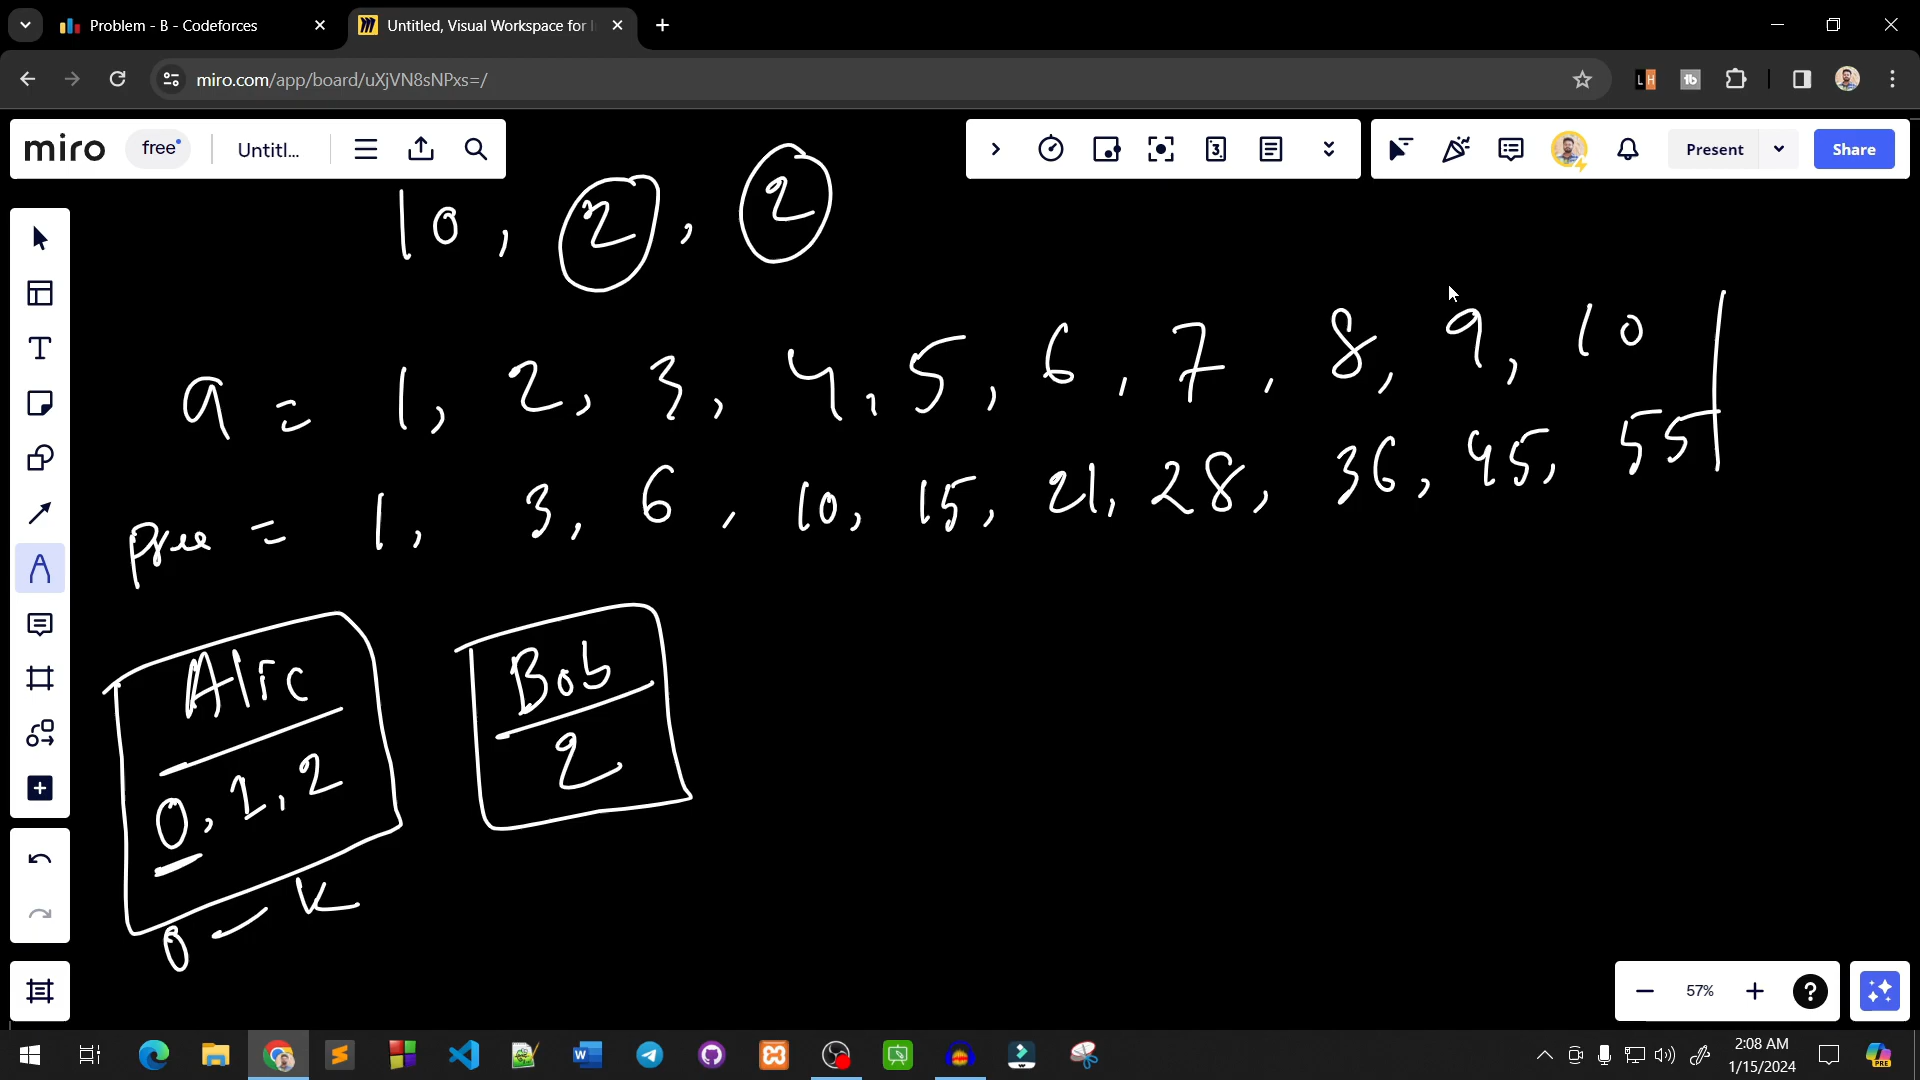 Problem - B - Codeforces
Untitled, Visual Workspace for I
miro.com/app/board/uXjVN8sNPxs=/
miro
free
Untitl...
Present
Share
10, 2, 2
a = 1, 2, 3, 4, 5, 6, 7, 8, 9, 10
pre = 1, 3, 6, 10, 15, 21, 28, 36, 45, 55
Alic
0, 1, 2
0 - k
Bob
2
57%
2:08 AM
1/15/2024